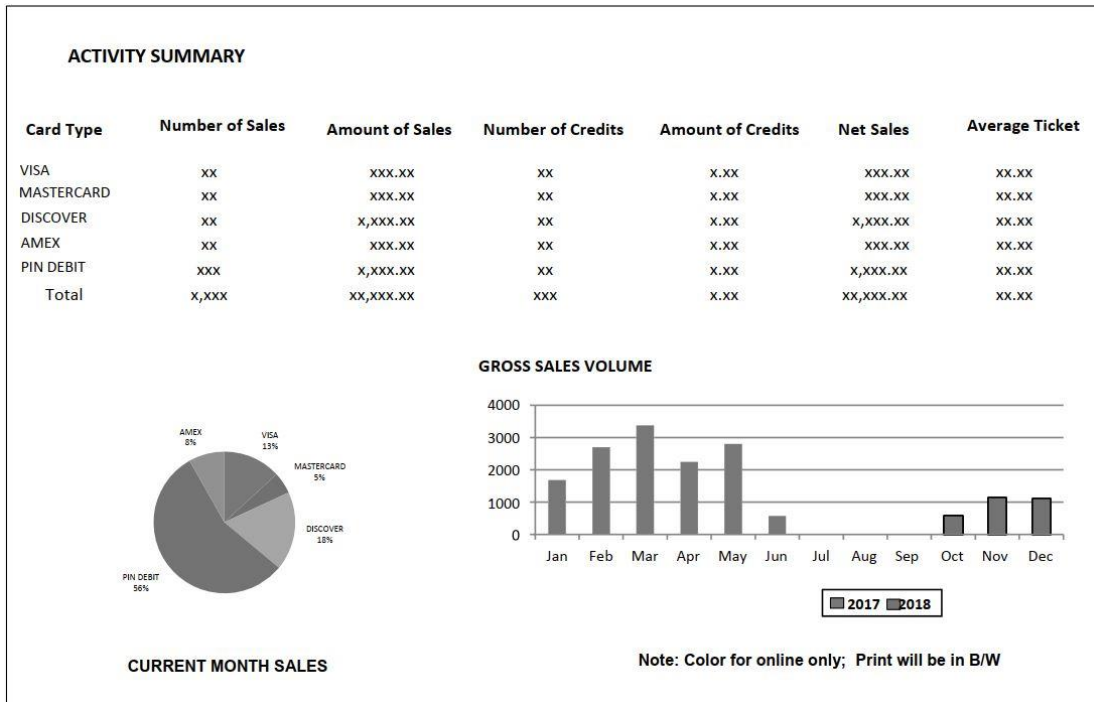 ACTIVITY SUMMARY
Card Type Number of Sales Amount of Sales Number of Credits Amount of Credits Net Sales Average Ticket
VISA xx xxx.xx xx x.xx xxx.xx xx.xx
MASTERCARD xx xxx.xx xx x.xx xxx.xx xx.xx
DISCOVER xx x,xxx.xx xx x.xx x,xxx.xx xx.xx
AMEX xx xxx.xx xx x.xx xxx.xx xx.xx
PIN DEBIT xxx x,xxx.xx xx x.xx x,xxx.xx xx.xx
Total x,xxx xx,xxx.xx xxx x.xx xx,xxx.xx xx.xx
GROSS SALES VOLUME
AMEX
8%
VISA
13%
MASTERCARD
5%
DISCOVER
18%
PIN DEBIT
56%
CURRENT MONTH SALES
4000
3000
2000
1000
0
Jan Feb Mar Apr May Jun Jul Aug Sep Oct Nov Dec
2017 2018
Note: Color for online only; Print will be in B/W